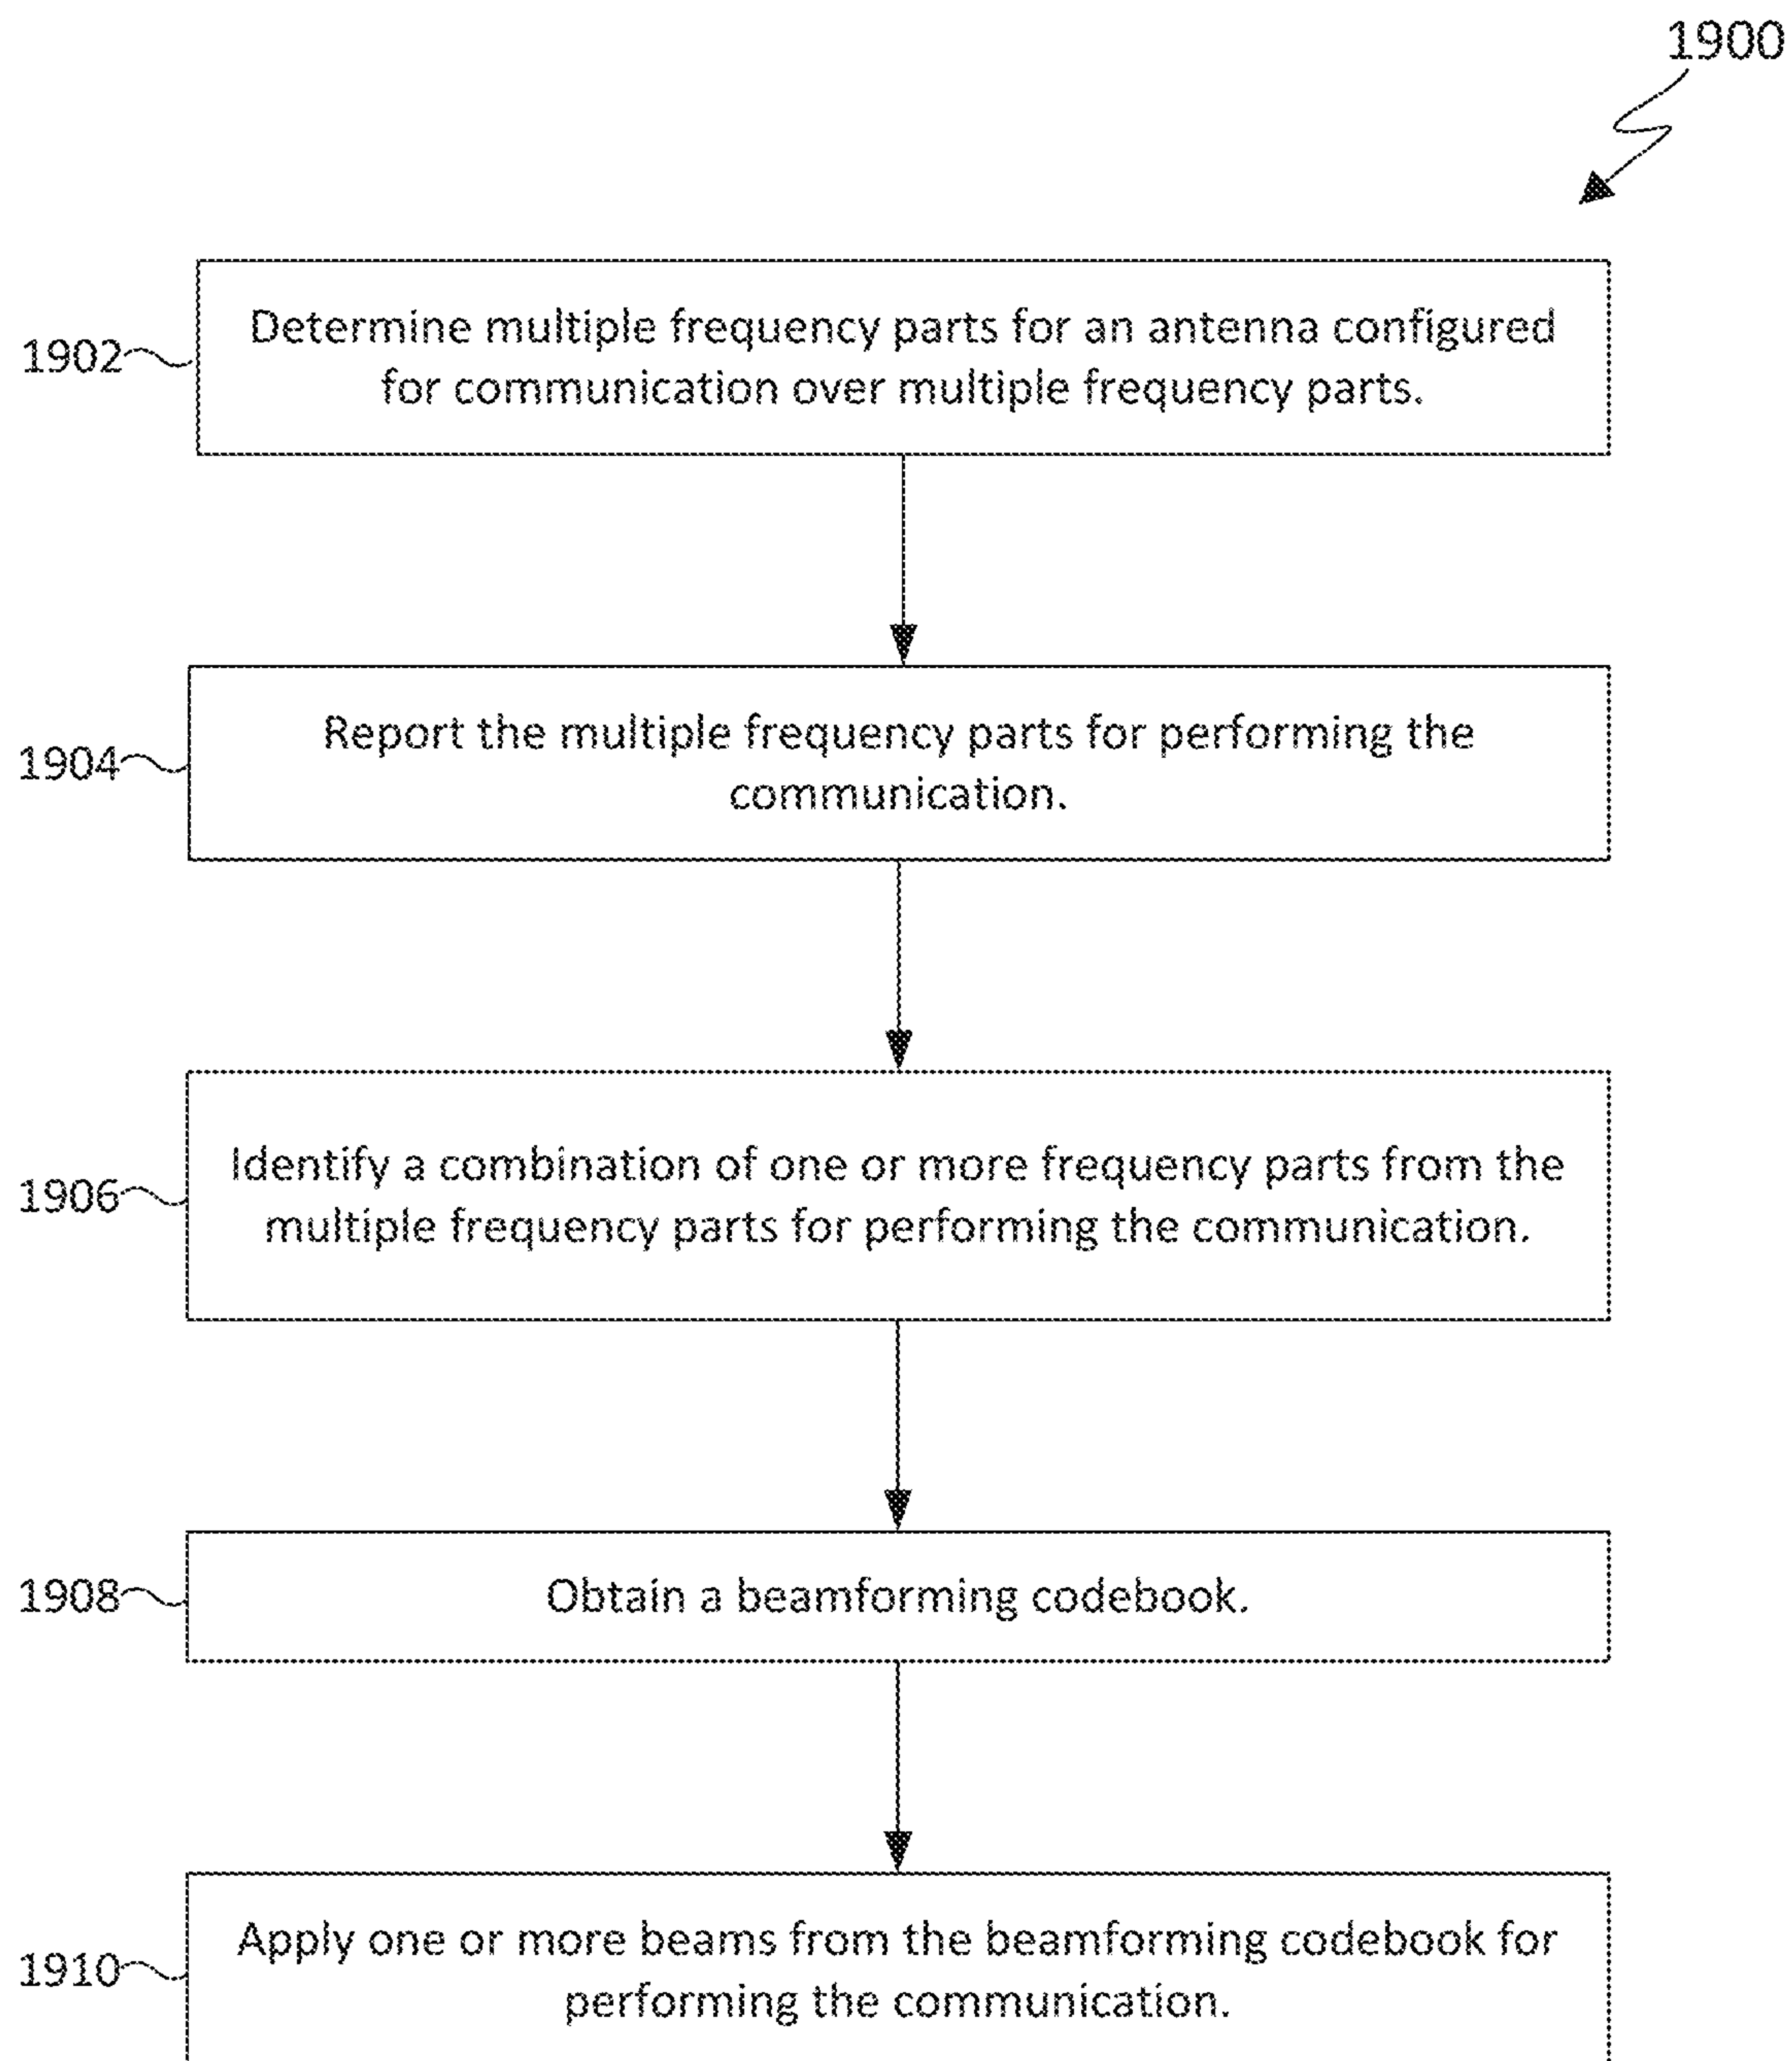 1900
1902
Determine multiple frequency parts for an antenna configured
for communication over multiple frequency parts.
1904
Report the multiple frequency parts for performing the
communication.
1906
Identify a combination of one or more frequency parts from the
multiple frequency parts for performing the communication.
1908
Obtain a beamforming codebook.
1910
Apply one or more beams from the beamforming codebook for
performing the communication.